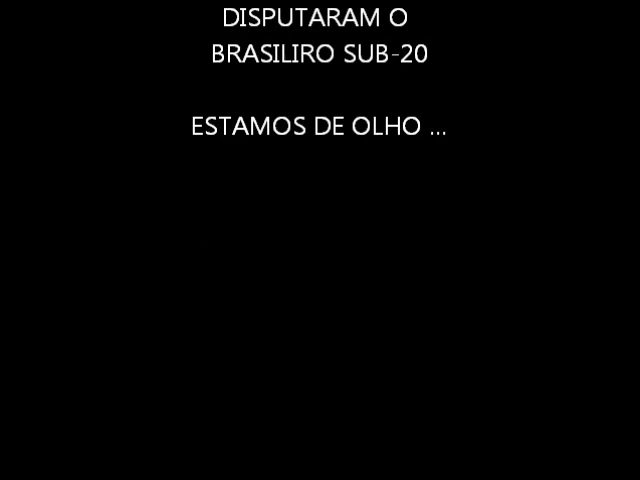 DISPUTARAM O
BRASILIRO SUB-20
ESTAMOS DE OLHO ...